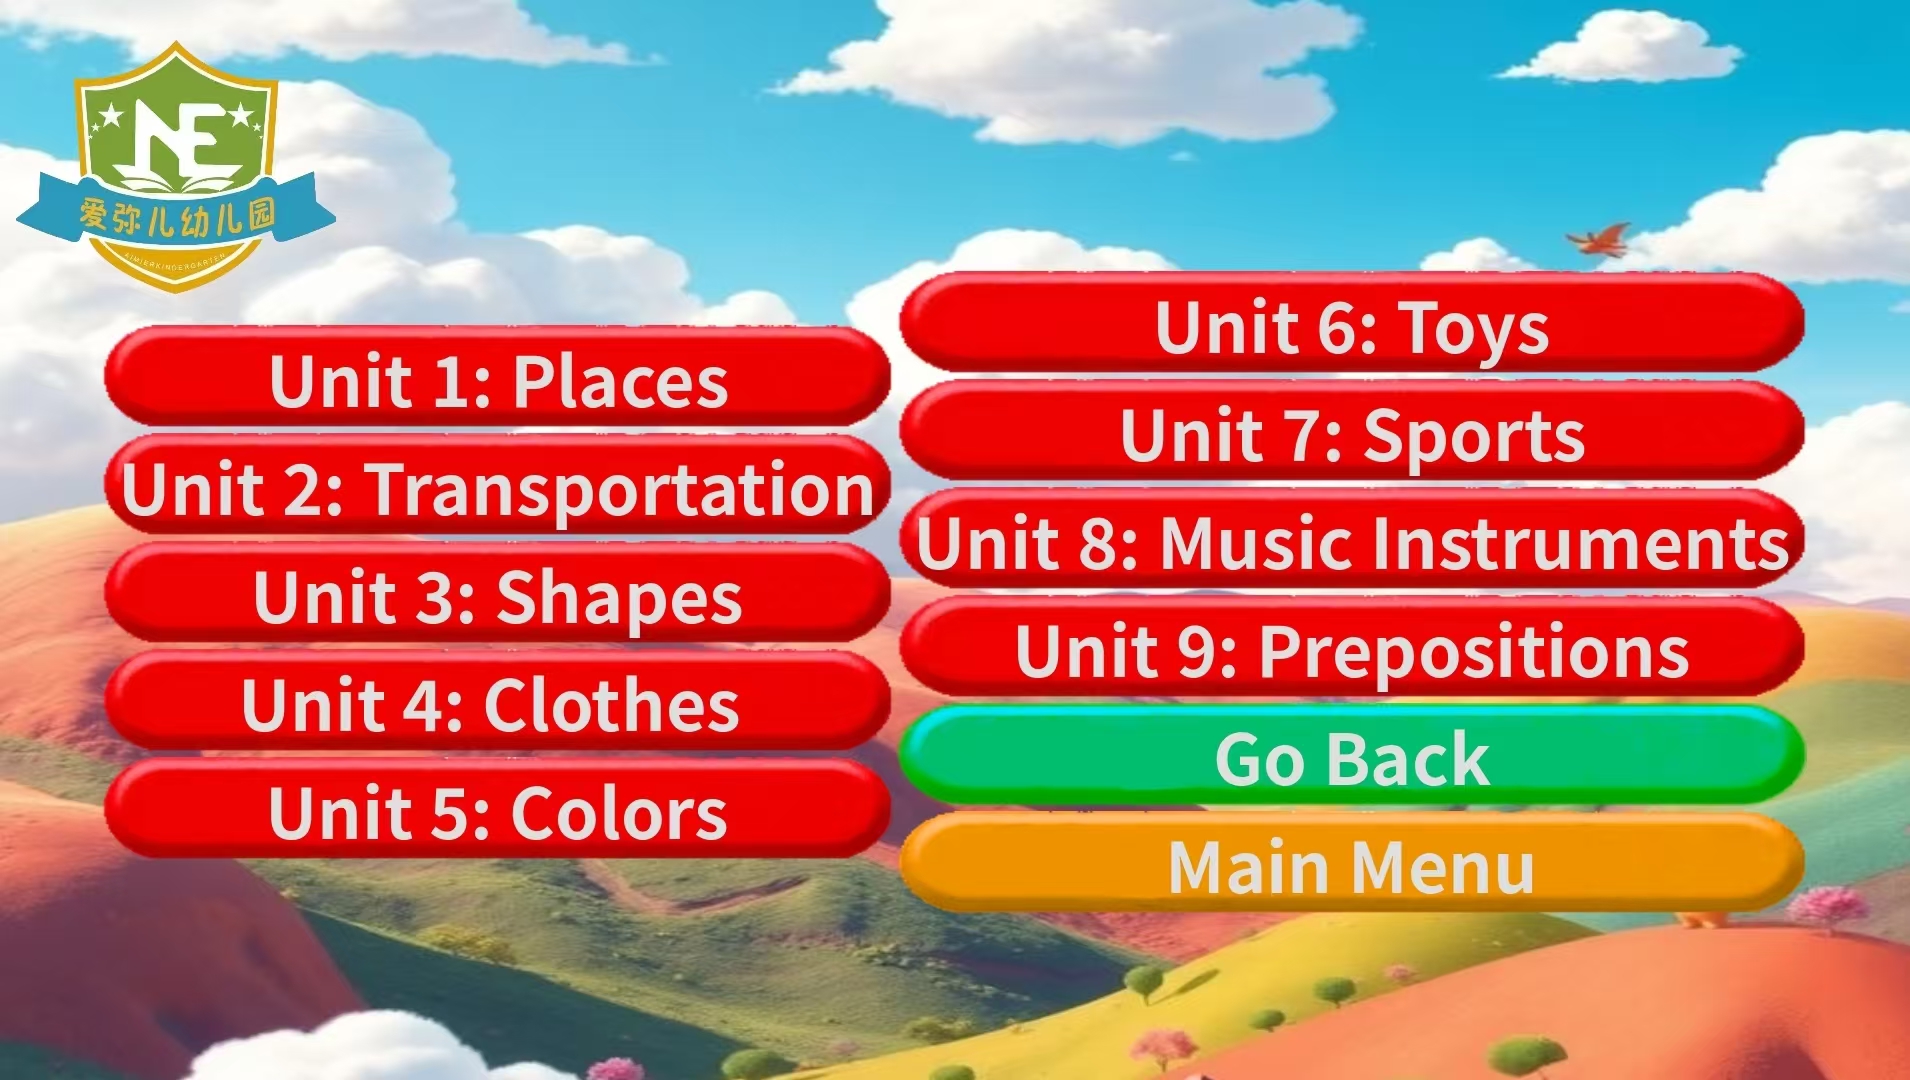 NE
爱弥儿幼儿园
AIMIERKINDERGARTEN
Unit 1: Places
Unit 2: Transportation
Unit 3: Shapes
Unit 4: Clothes
Unit 5: Colors
Unit 6: Toys
Unit 7: Sports
Unit 8: Music Instruments
Unit 9: Prepositions
Go Back
Main Menu